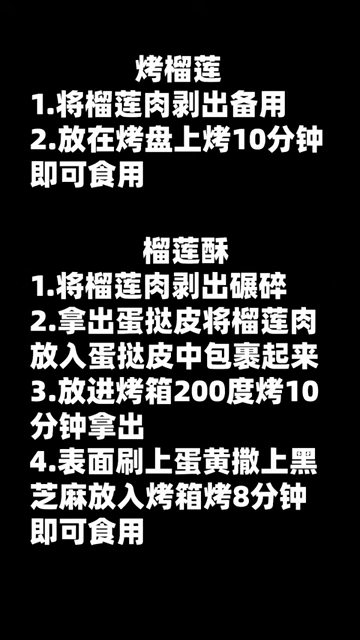 烤榴莲
1.将榴莲肉剥出备用
2.放在烤盘上烤10分钟
即可食用
榴莲酥
1.将榴莲肉剥出碾碎
2.拿出蛋挞皮将榴莲肉
放入蛋挞皮中包裹起来
3.放进烤箱200度烤10
分钟拿出
4.表面刷上蛋黄撒上黑
芝麻放入烤箱烤8分钟
即可食用